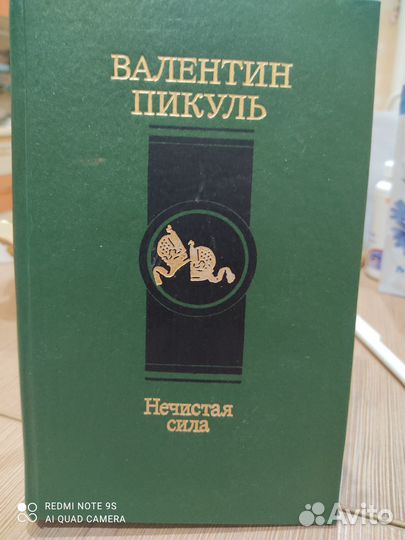 ВАЛЕНТИН
ПИКУЛЬ
Нечистая
сила
REDMI NOTE 9S
AI QUAD CAMERA
Avito